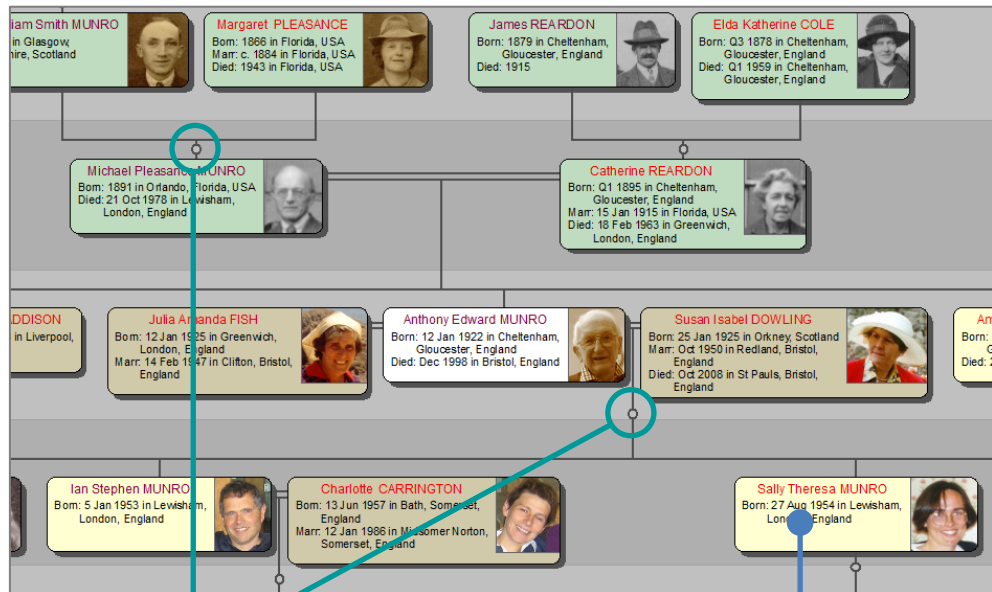 iam Smith MUNRO
in Glasgow,
ire, Scotland
Margaret PLEASANCE
Born: 1866 in Florida, USA
Marr: c. 1884 in Florida, USA
Died: 1943 in Florida, USA
James REARDON
Born: 1879 in Cheltenham,
Gloucester, England
Died: 1915
Elda Katherine COLE
Born: Q3 1878 in Cheltenham,
Gloucester, England
Died: Q1 1959 in Cheltenham,
Gloucester, England
Michael Pleasance MUNRO
Born: 1891 in Orlando, Florida, USA
Died: 21 Oct 1978 in Lewisham,
London, England
Catherine REARDON
Born: Q1 1895 in Cheltenham,
Gloucester, England
Marr: 15 Jan 1915 in Florida, USA
Died: 18 Feb 1963 in Greenwich,
London, England
ADDISON
in Liverpool,
Julia Amanda FISH
Born: 12 Jan 1925 in Greenwich,
London, England
Marr: 14 Feb 1947 in Clifton, Bristol,
England
Anthony Edward MUNRO
Born: 12 Jan 1922 in Cheltenham,
Gloucester, England
Died: Dec 1998 in Bristol, England
Susan Isabel DOWLING
Born: 25 Jan 1925 in Orkney, Scotland
Marr: Oct 1950 in Redland, Bristol,
England
Died: Oct 2008 in St Pauls, Bristol,
England
Am
Born:
G
Died: 2
Ian Stephen MUNRO
Born: 5 Jan 1953 in Lewisham,
London, England
Charlotte CARRINGTON
Born: 13 Jun 1957 in Bath, Somerset,
England
Marr: 12 Jan 1986 in Midsomer Norton,
Somerset, England
Sally Theresa MUNRO
Born: 27 Aug 1954 in Lewisham,
London, England